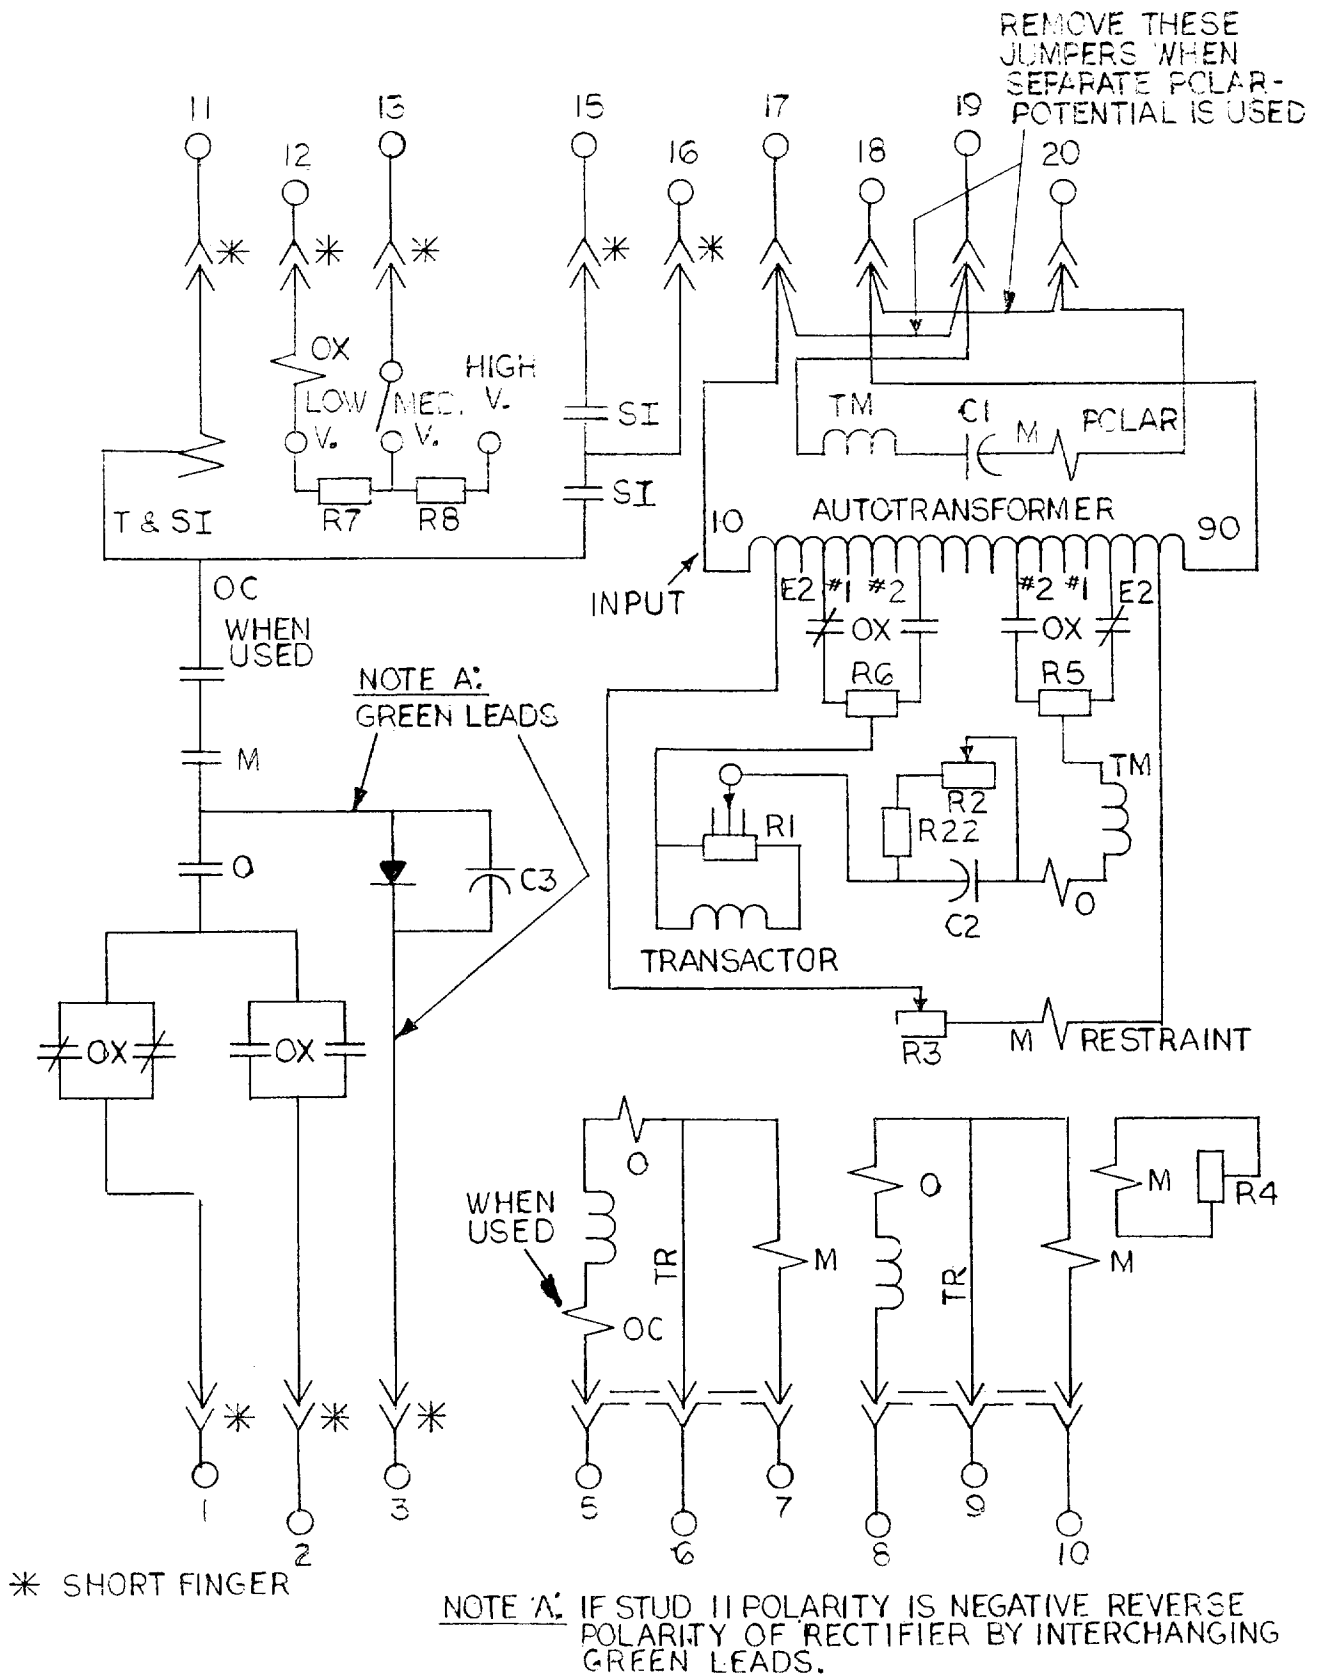 REMOVE THESE
JUMPERS WHEN
SEPARATE POLAR-
POTENTIAL IS USED
11
12
13
15
16
17
18
19
20
*
*
*
*
*
OX
LOW
V.
MED.
V.
HIGH
V.
SI
SI
R7
R8
T & SI
TM
C1
M
POLAR
10
AUTOTRANSFORMER
90
INPUT
E2
#1
#2
#2
#1
E2
OX
OX
R6
R5
OC
WHEN
USED
NOTE A:
GREEN LEADS
M
O
C3
R1
R2
R22
TM
C2
O
TRANSACTOR
OX
OX
R3
M
RESTRAINT
O
WHEN
USED
TR
M
OC
O
TR
M
M
R4
*
*
*
1
2
3
5
6
7
8
9
10
* SHORT FINGER
NOTE 'A': IF STUD 11 POLARITY IS NEGATIVE REVERSE
POLARITY OF RECTIFIER BY INTERCHANGING
GREEN LEADS.